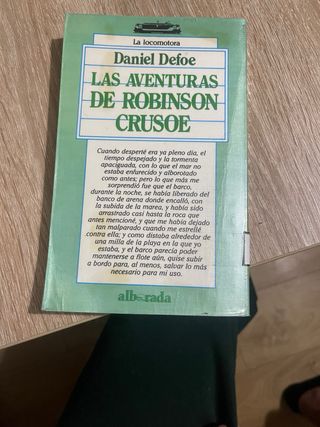 La locomotora
Daniel Defoe
LAS AVENTURAS
DE ROBINSON
CRUSOE
Cuando desperté era ya pleno día, el
tiempo despejado y la tormenta
apaciguada, con lo que el mar no
estaba enfurecido y alborotado
como antes; pero lo que más me
sorprendió fue que el barco,
durante la noche, se había liberado del
banco de arena donde encalló, con
la subida de la marea, y había sido
arrastrado casi hasta la roca que
antes mencioné, y que me había dejado
tan malparado cuando me estrellé
contra ella; y como distaba alrededor de
una milla de la playa en la que yo
estaba, y el barco parecía poder
mantenerse a flote aún, quise subir
a bordo para, al menos, salvar lo más
necesario para mi uso.
alborada